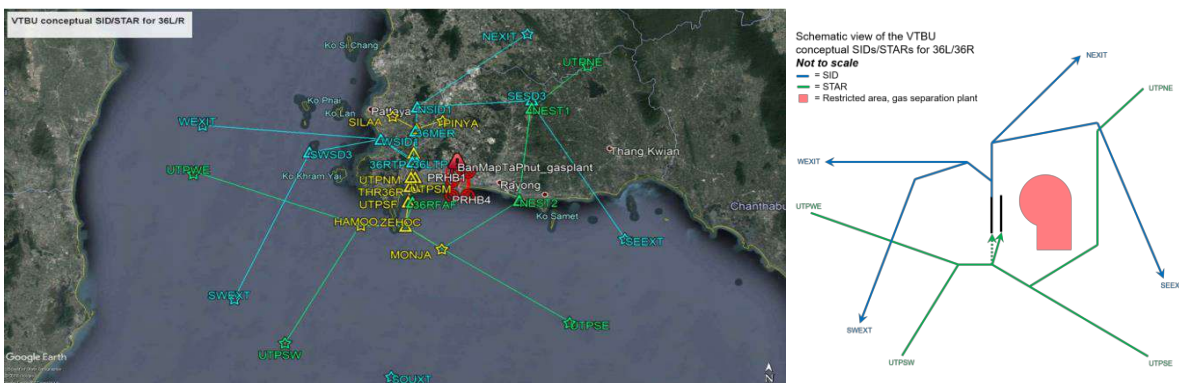 VTBU conceptual SID/STAR for 36L/R
NEXIT
Ko Si Chang
UTPNE
Ko Phai
Ko Lan
Pattaya
NSID1
SESD3
NEST1
SILAA
PINYA
36MER
WEXIT
WSID1
SWSD3
36RTP
36LTP
BanMapTaPhut_gasplant
Thang Kwian
UTPWE
Ko Khram Yai
UTPNM
PRHB1
THR36R
UTPSM
Rayong
PRHB4
UTPSF
36RFAF
NEST2
Chanthabu
Ko Samet
HAMOO
ZEHOC
SEEXT
MONJA
SWEXT
UTPSE
UTPSW
SOUXT
Google Earth
N
Schematic view of the VTBU
conceptual SIDs/STARs for 36L/36R
Not to scale
= SID
= STAR
= Restricted area, gas separation plant
NEXIT
UTPNE
WEXIT
UTPWE
SEEX
SWEXT
UTPSW
UTPSE